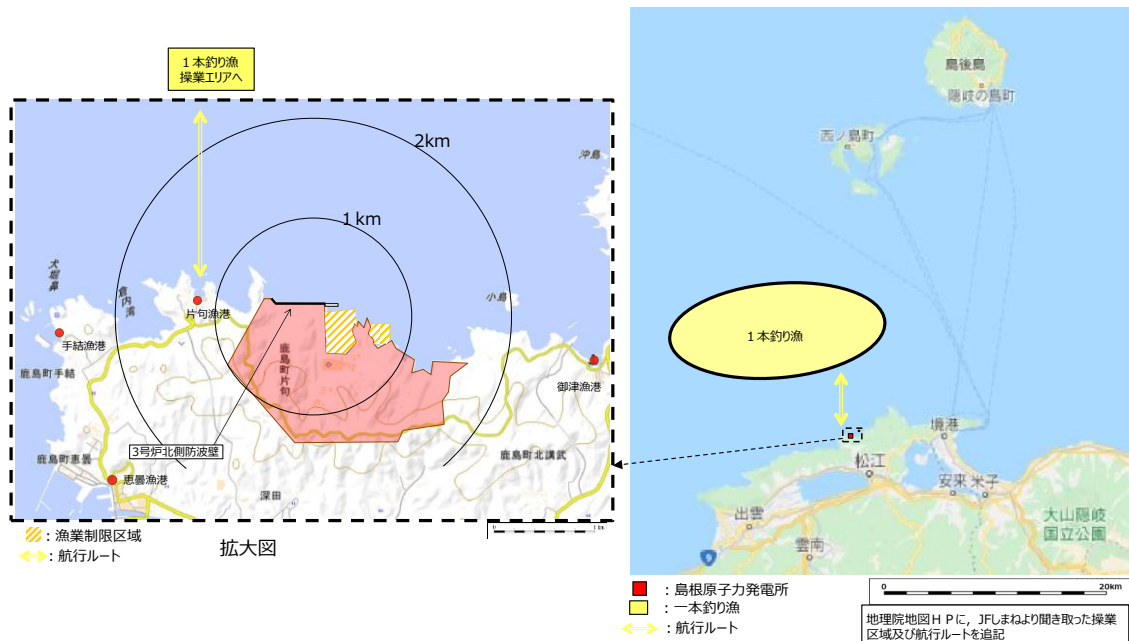 1本釣り漁
操業エリアへ
2km
1km
沖島
犬堀鼻
倉内湾
小島
片句漁港
手結漁港
鹿島町手結
鹿島町片句
御津漁港
3号炉北側防波壁
鹿島町恵曇
恵曇漁港
鹿島町北講武
深田
：漁業制限区域
：航行ルート
拡大図
島後島
隠岐の島町
西ノ島町
1本釣り漁
境港
松江
安来
米子
出雲
雲南
大山隠岐
国立公園
9
：島根原子力発電所
：一本釣り漁
：航行ルート
0 20km
地理院地図HPに，JFしまねより聞き取った操業
区域及び航行ルートを追記